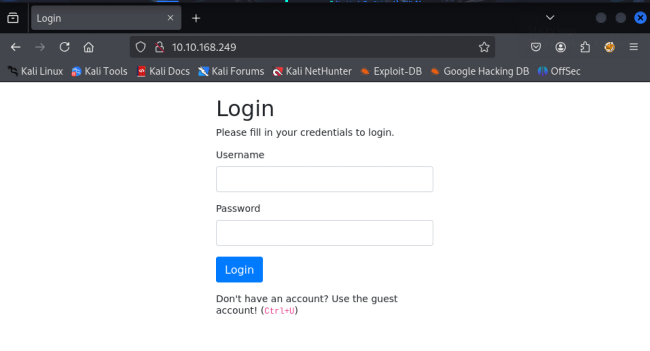 Login
10.10.168.249
Kali Linux Kali Tools Kali Docs Kali Forums Kali NetHunter Exploit-DB Google Hacking DB OffSec
Login
Please fill in your credentials to login.
Username
Password
Login
Don't have an account? Use the guest
account! (Ctrl+U)